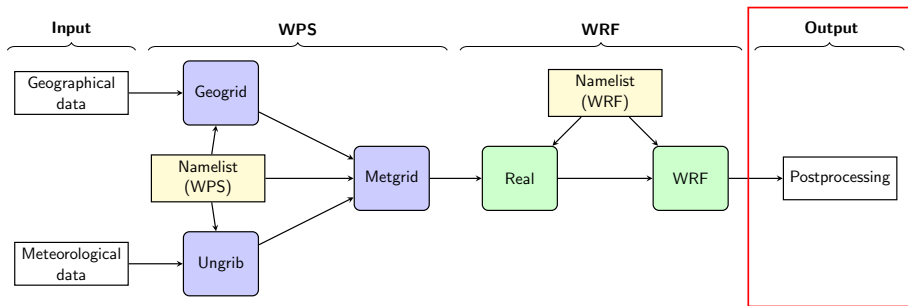 Input
WPS
WRF
Output
Geographical
data
Geogrid
Namelist
(WPS)
Metgrid
Meteorological
data
Ungrib
Namelist
(WRF)
Real
WRF
Postprocessing